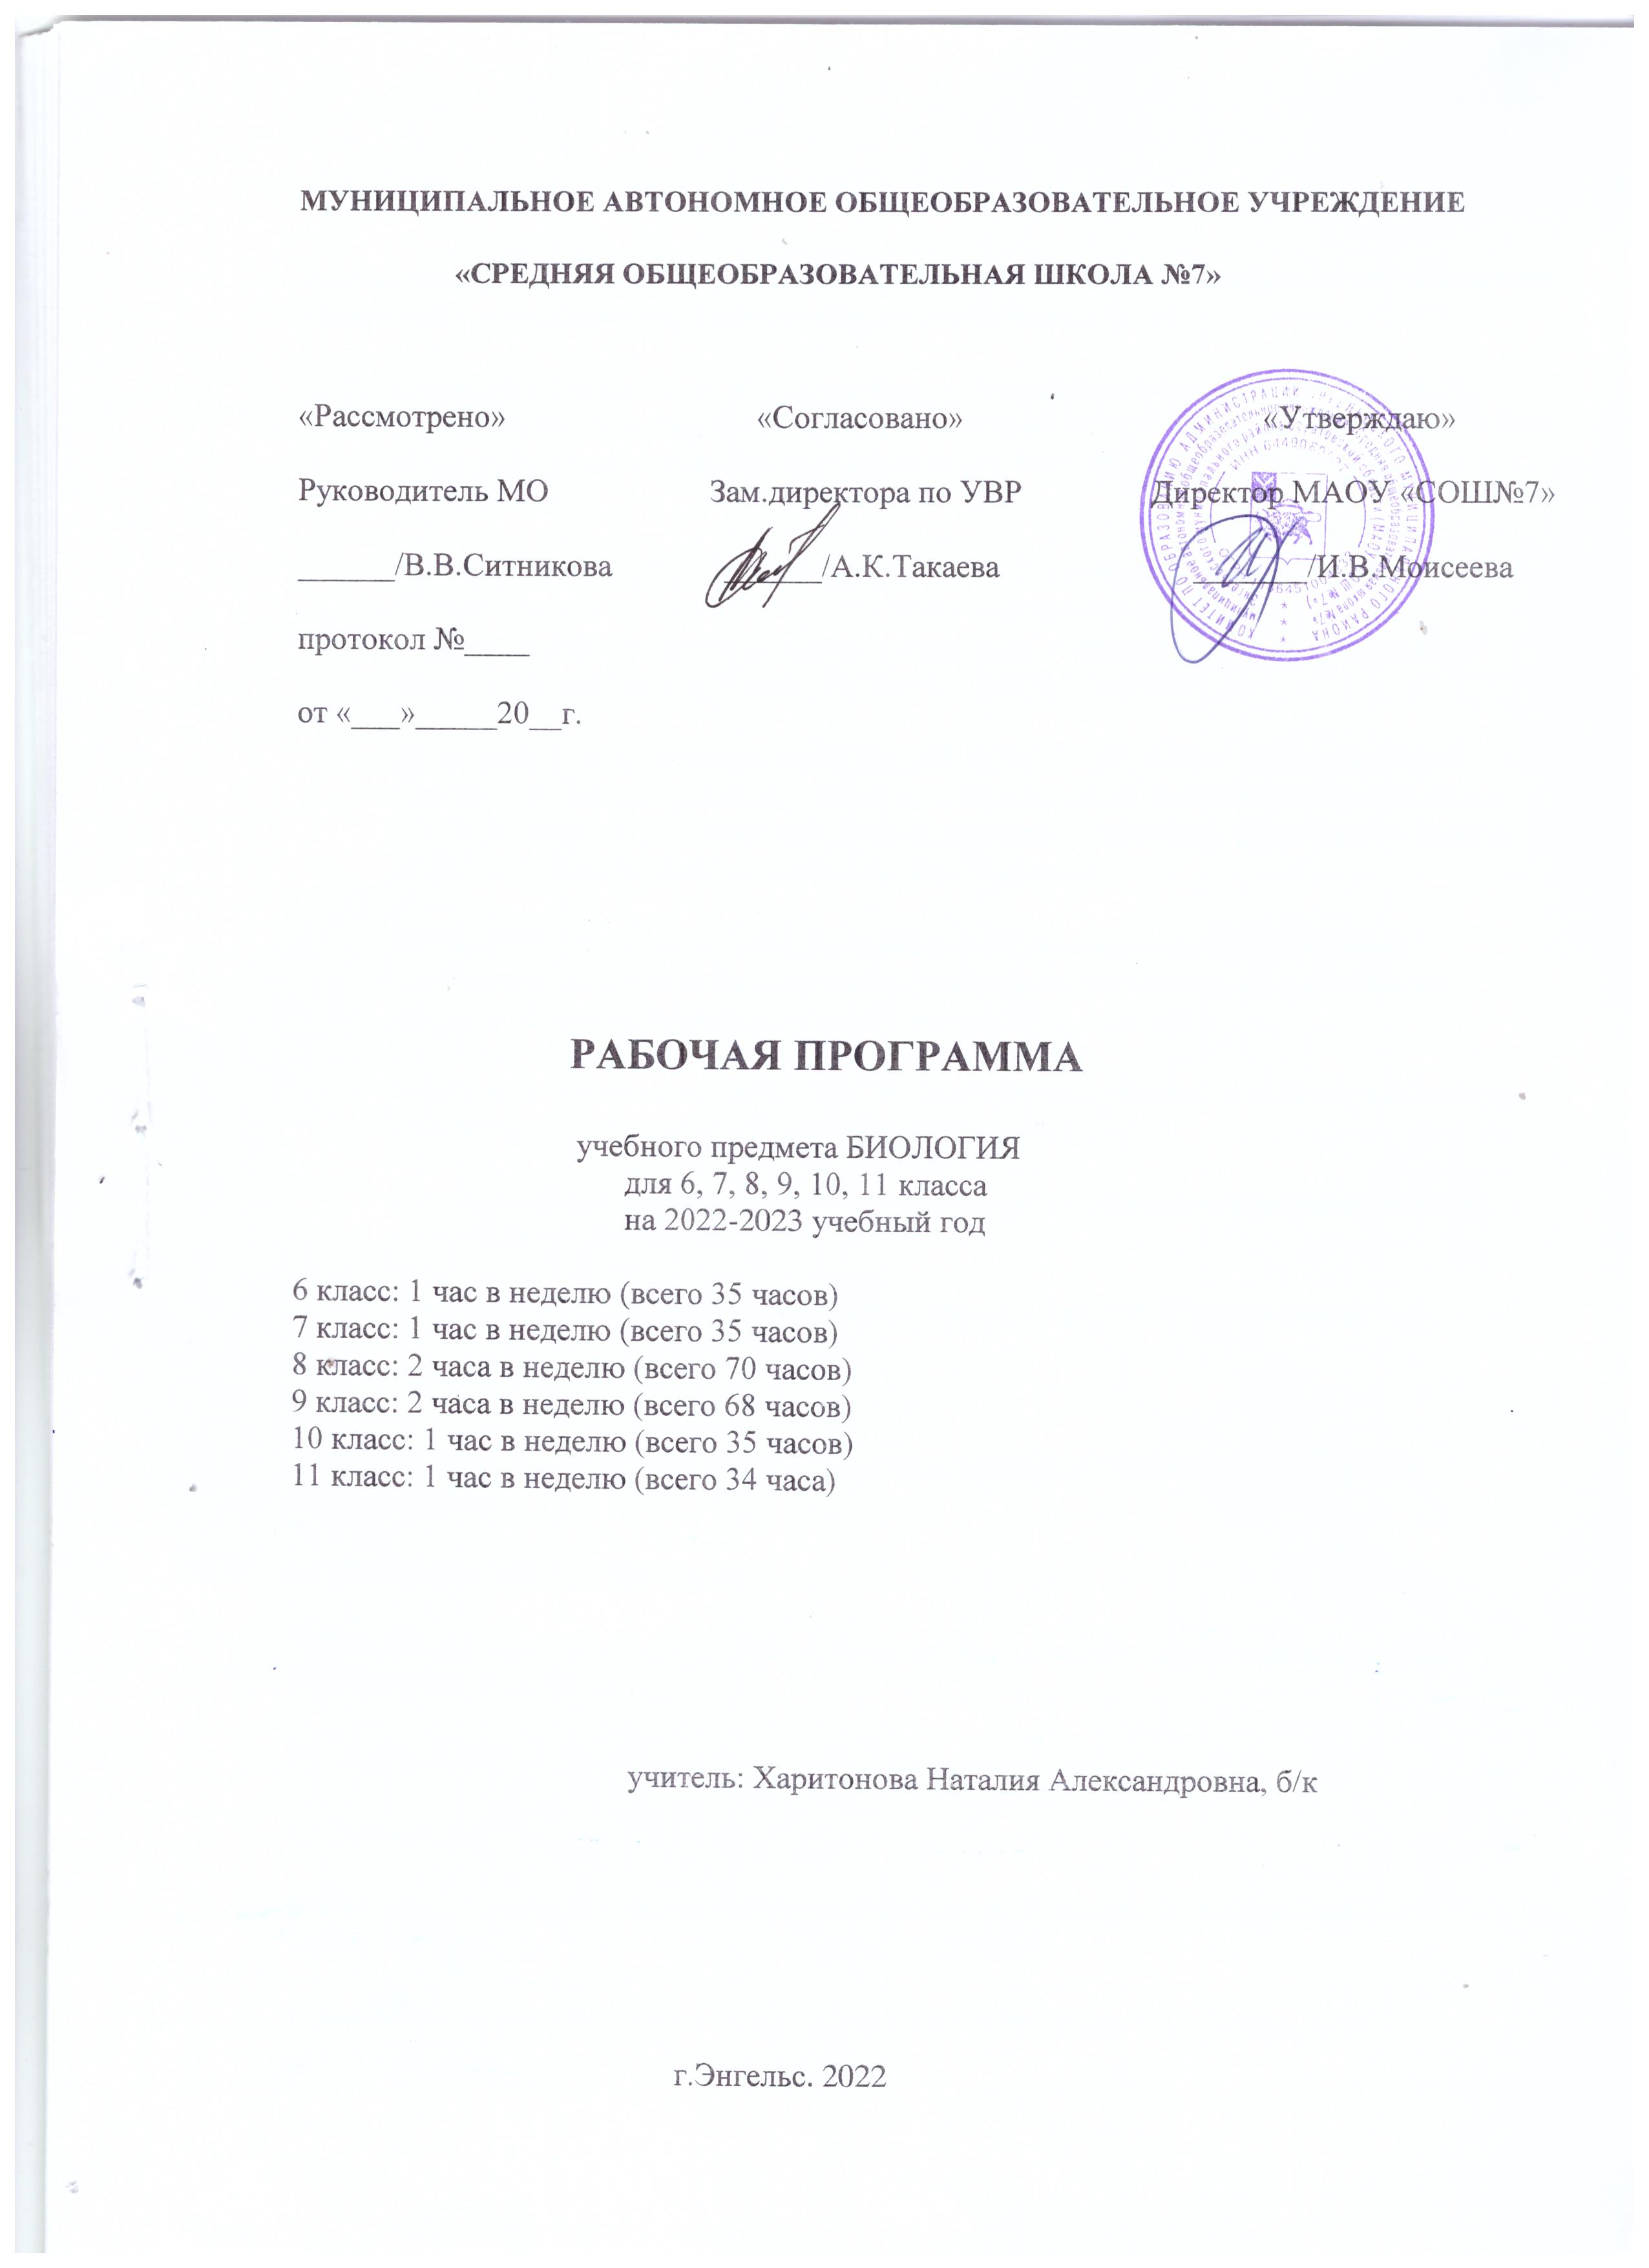 МУНИЦИПАЛЬНОЕ АВТОНОМНОЕ ОБЩЕОБРАЗОВАТЕЛЬНОЕ УЧРЕЖДЕНИЕ
«СРЕДНЯЯ ОБЩЕОБРАЗОВАТЕЛЬНАЯ ШКОЛА №7»
«Рассмотрено» «Согласовано» «Утверждаю»
Руководитель МО Зам.директора по УВР Директор МАОУ «СОШ№7»
______/В.В.Ситникова ______/А.К.Такаева _______/И.В.Моисеева
протокол №____
от «___»_____20__г.
РАБОЧАЯ ПРОГРАММА
учебного предмета БИОЛОГИЯ
для 6, 7, 8, 9, 10, 11 класса
на 2022-2023 учебный год
6 класс: 1 час в неделю (всего 35 часов)
7 класс: 1 час в неделю (всего 35 часов)
8 класс: 2 часа в неделю (всего 70 часов)
9 класс: 2 часа в неделю (всего 68 часов)
10 класс: 1 час в неделю (всего 35 часов)
11 класс: 1 час в неделю (всего 34 часа)
учитель: Харитонова Наталия Александровна, б/к
г.Энгельс. 2022